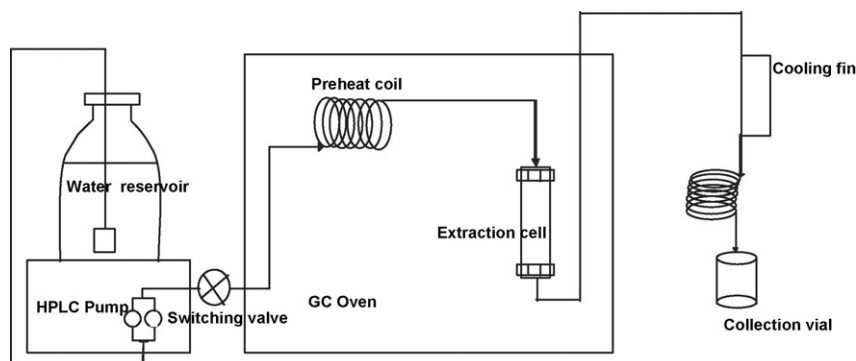 Cooling fin
Preheat coil
Water reservoir
Extraction cell
HPLC Pump
Switching valve
GC Oven
Collection vial